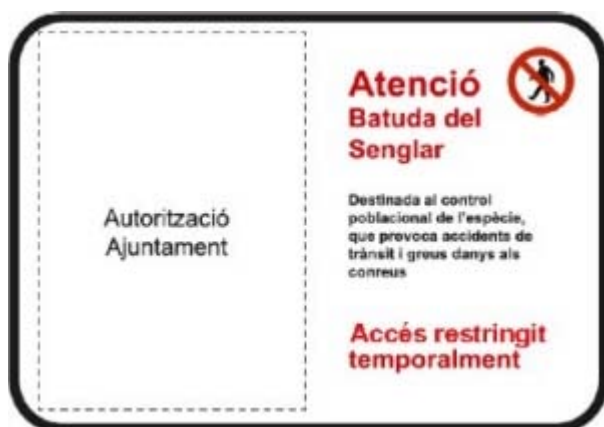 Autorització
Ajuntament
Atenció
Batuda del
Senglar
Destinada al control
poblacional de l'espècie,
que provoca accidents de
trànsit i greus danys als
conreus
Accés restringit
temporalment